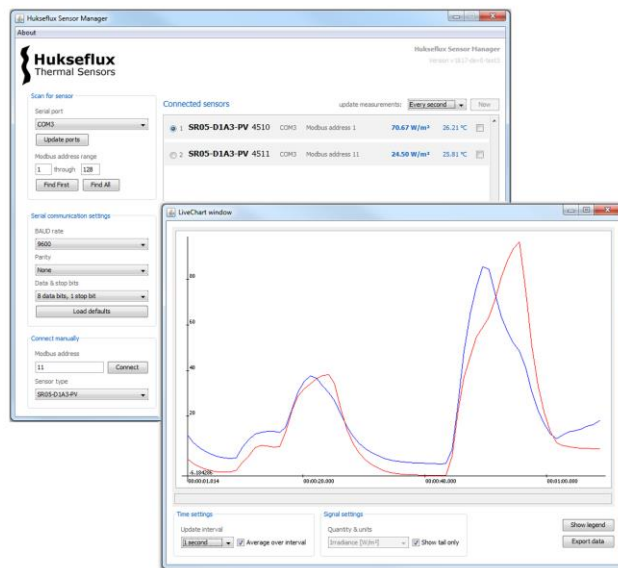 Hukseflux Sensor Manager
About
Hukseflux
Thermal Sensors
Hukseflux Sensor Manager
Scan for sensor
Serial port
COM3
Update ports
Modbus address range
1 through 128
Find First Find All
Connected sensors
update measurements: Every second Now
1 SR05-D1A3-PV 4510 COM3 Modbus address 1 70.67 W/m² 26.21 °C
2 SR05-D1A3-PV 4511 COM3 Modbus address 11 24.50 W/m² 25.81 °C
Serial communication settings
BAUD rate
9600
Parity
None
Data & stop bits
8 data bits, 1 stop bit
Load defaults
Connect manually
Modbus address
11 Connect
Sensor type
SR05-D1A3-PV
LiveChart window
80
60
40
20
00:00:01.014 00:00:20.000 00:00:40.000 00:01:00.000
Time settings
Update interval
1 second Average over interval
Signal settings
Quantity & units
Irradiance [W/m²] Show tail only
Show legend
Export data